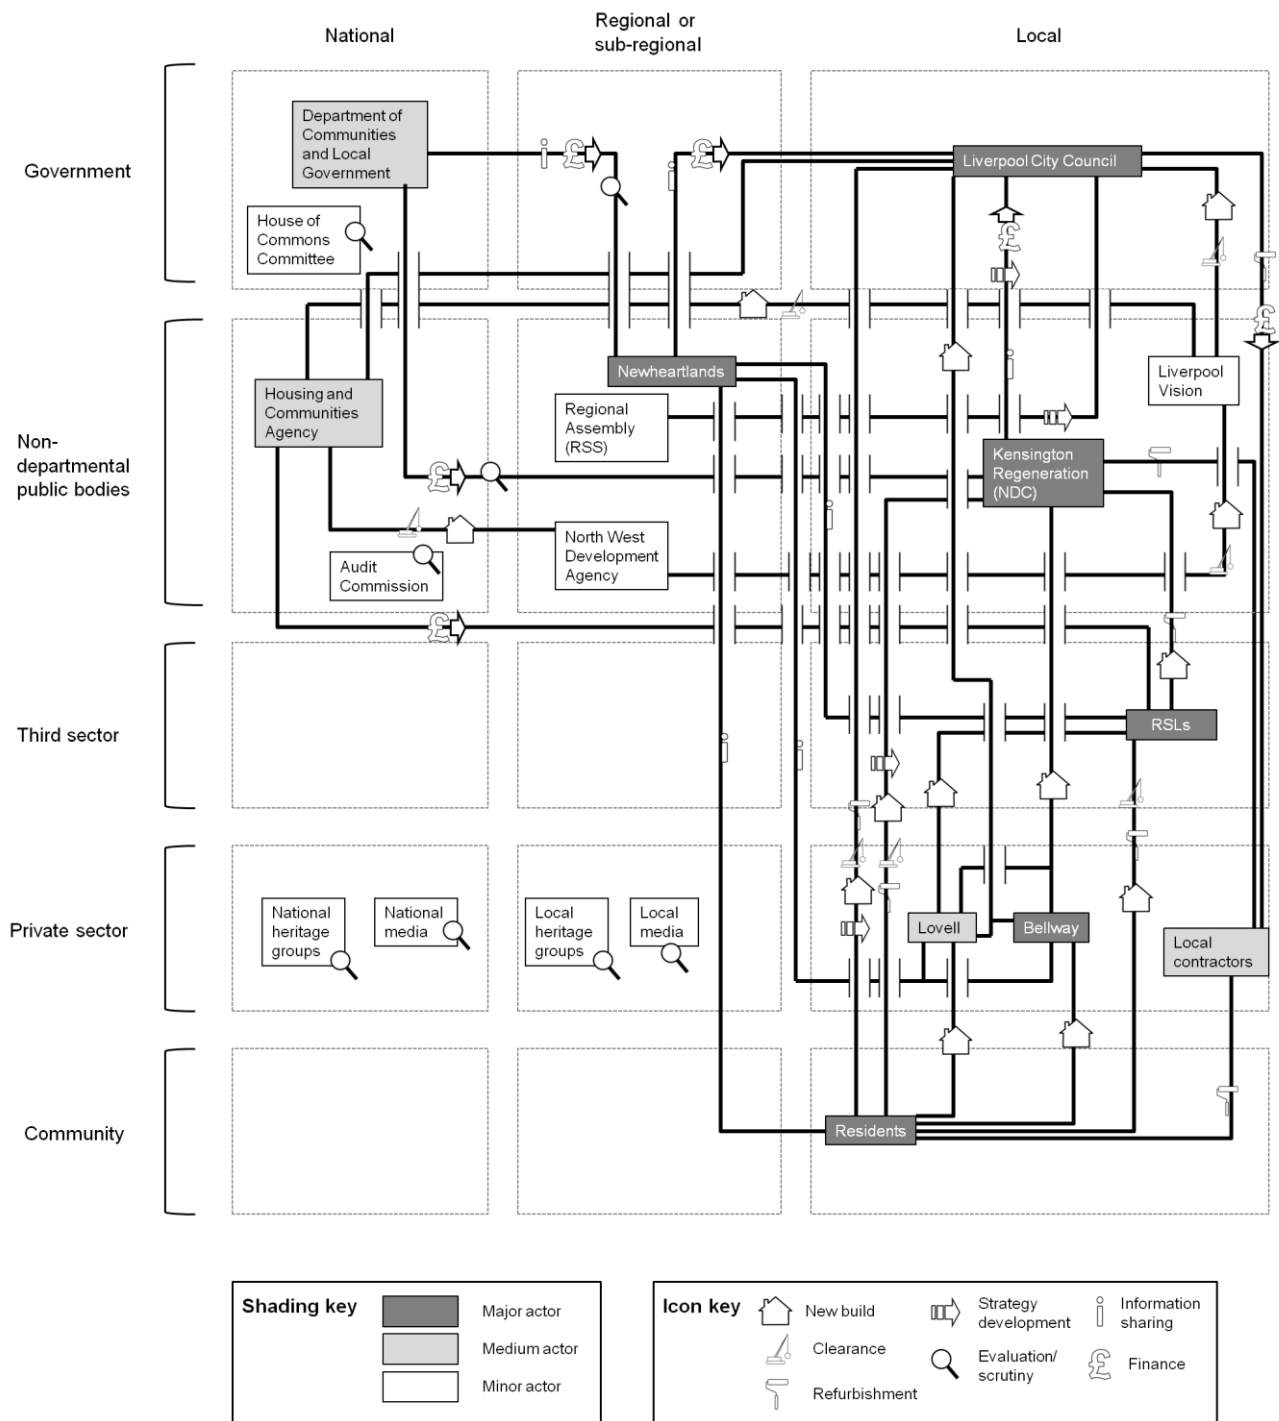 National
Regional or
sub-regional
Local
Government
Department of
Communities
and Local
Government
Liverpool City Council
House of
Commons
Committee
Non-
departmental
public bodies
Newheartlands
Housing and
Communities
Agency
Regional
Assembly
(RSS)
Liverpool
Vision
Kensington
Regeneration
(NDC)
North West
Development
Agency
Audit
Commission
Third sector
RSLs
Private sector
National
heritage
groups
National
media
Local
heritage
groups
Local
media
Lovell
Bellway
Local
contractors
Community
Residents
Shading key
Major actor
Medium actor
Minor actor
Icon key
New build
Strategy
development
Information
sharing
Clearance
Evaluation/
scrutiny
£ Finance
Refurbishment